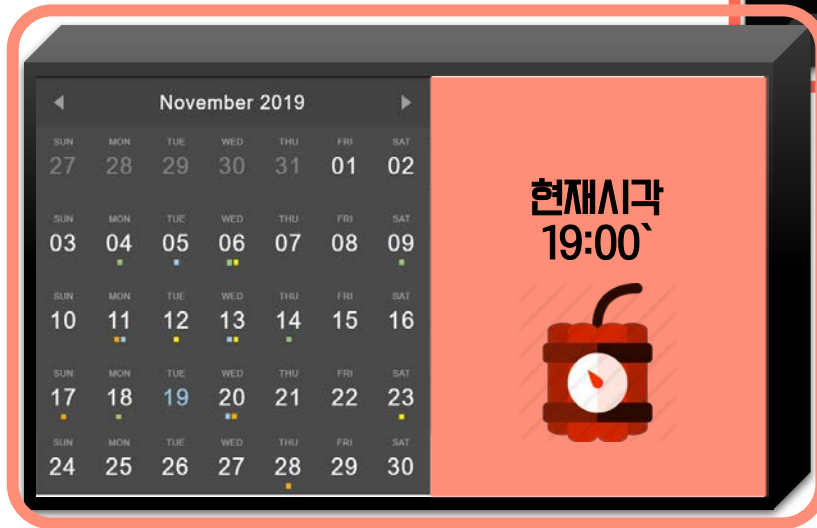 November 2019
SUN MON TUE WED THU FRI SAT
27 28 29 30 31 01 02
SUN MON TUE WED THU FRI SAT
03 04 05 06 07 08 09
SUN MON TUE WED THU FRI SAT
10 11 12 13 14 15 16
SUN MON TUE WED THU FRI SAT
17 18 19 20 21 22 23
SUN MON TUE WED THU FRI SAT
24 25 26 27 28 29 30
현재시각
19:00`